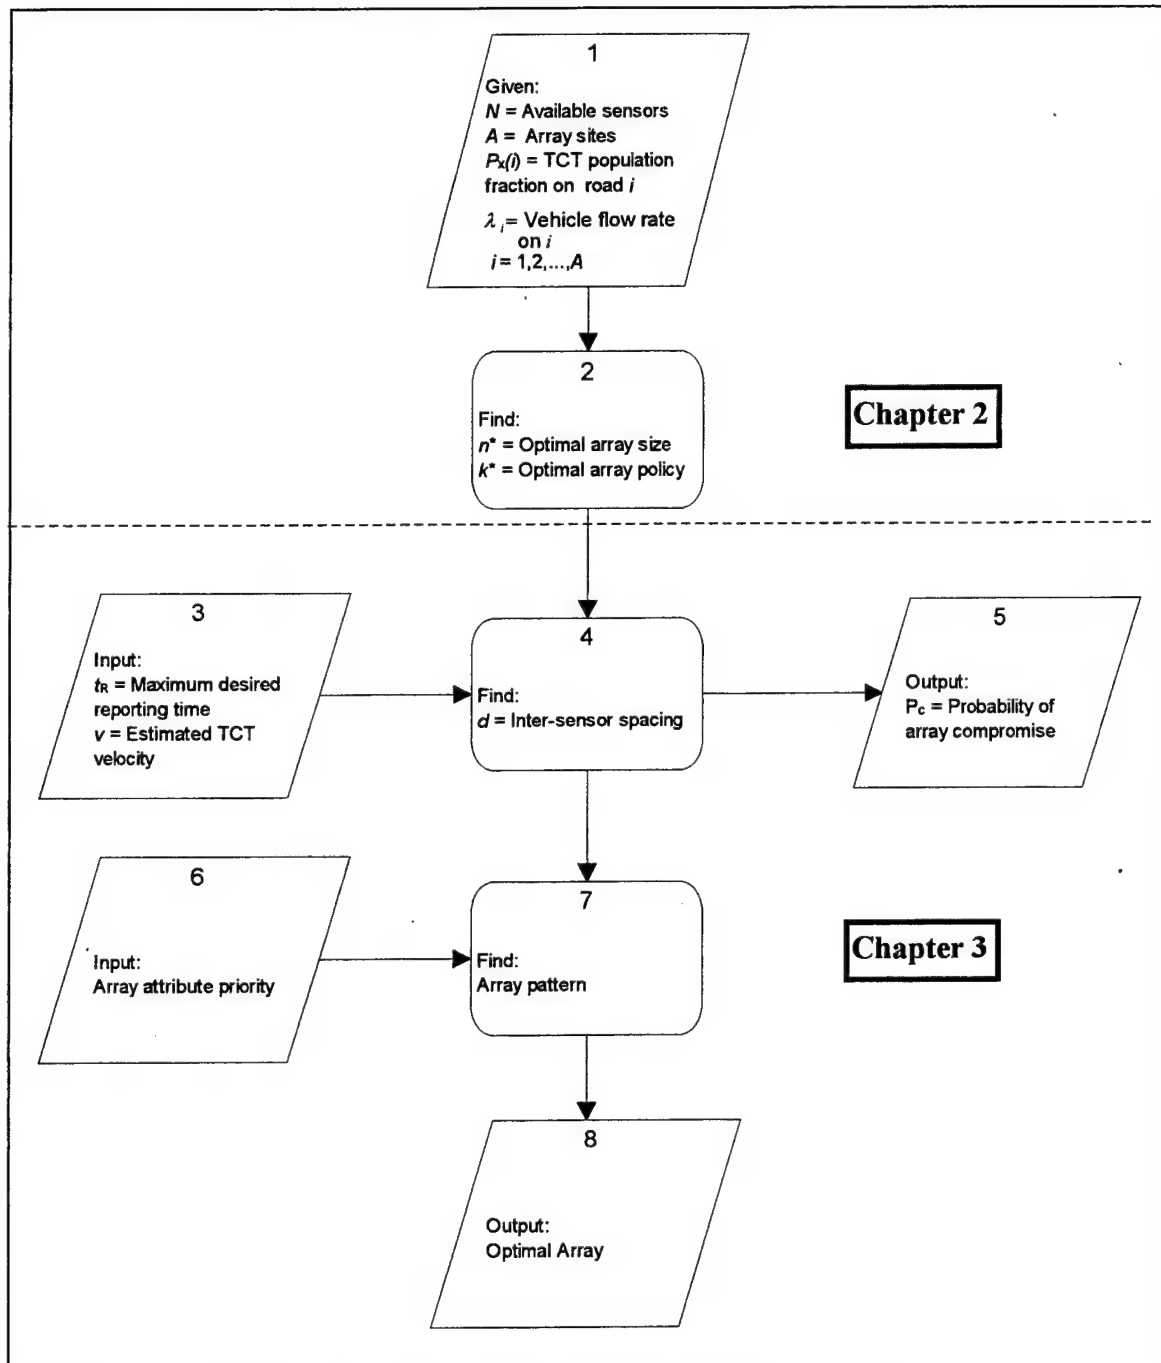 1
Given:
N = Available sensors
A = Array sites
Px(i) = TCT population
fraction on road i
λ i = Vehicle flow rate
on i
i = 1,2,...,A
2
Find:
n* = Optimal array size
k* = Optimal array policy
Chapter 2
3
Input:
tR = Maximum desired
reporting time
v = Estimated TCT
velocity
4
Find:
d = Inter-sensor spacing
5
Output:
Pc = Probability of
array compromise
6
Input:
Array attribute priority
7
Find:
Array pattern
Chapter 3
8
Output:
Optimal Array